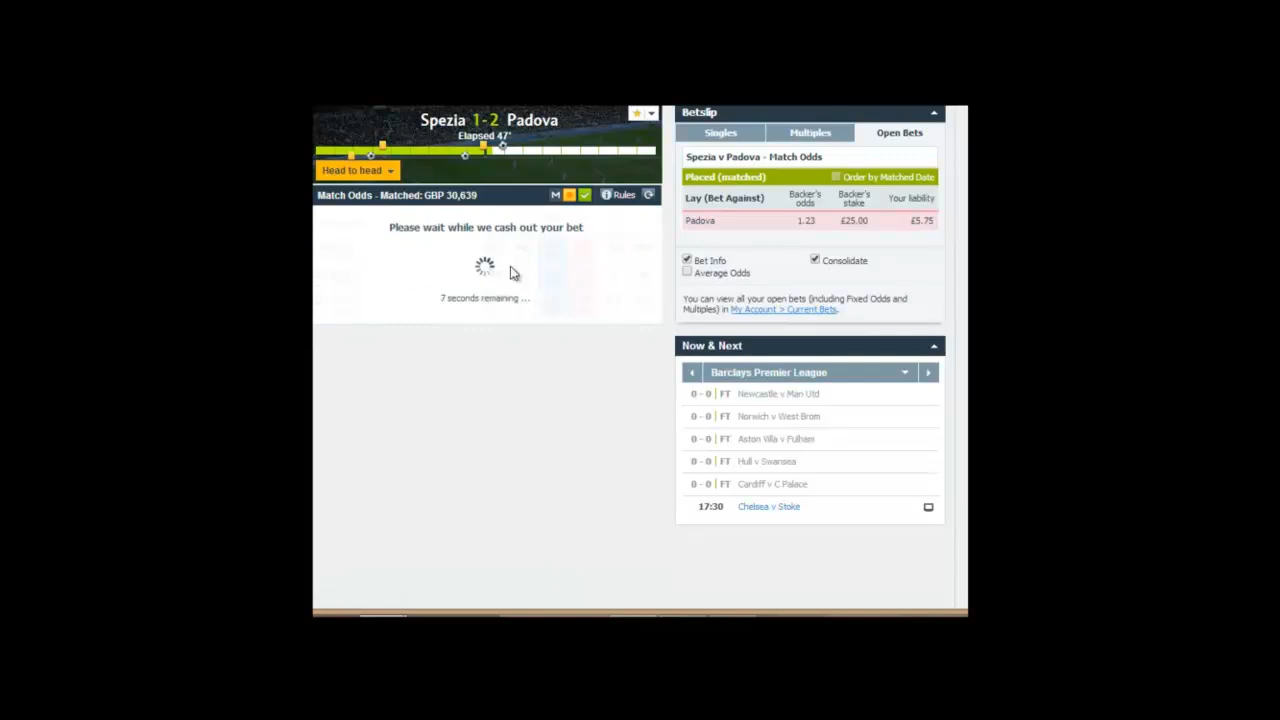 Spezia 1-2 Padova
Elapsed 47'
Head to head
Match Odds - Matched: GBP 30,639 M Rules
Please wait while we cash out your bet
7 seconds remaining ...
Betslip
Singles Multiples Open Bets
Spezia v Padova - Match Odds
Placed (matched) Order by Matched Date
Lay (Bet Against) Backer's odds Backer's stake Your liability
Padova 1.23 £25.00 £5.75
Bet Info Consolidate
Average Odds
You can view all your open bets (including Fixed Odds and
Multiples) in My Account > Current Bets.
Now & Next
Barclays Premier League
0 - 0 FT Newcastle v Man Utd
0 - 0 FT Norwich v West Brom
0 - 0 FT Aston Villa v Fulham
0 - 0 FT Hull v Swansea
0 - 0 FT Cardiff v C Palace
17:30 Chelsea v Stoke